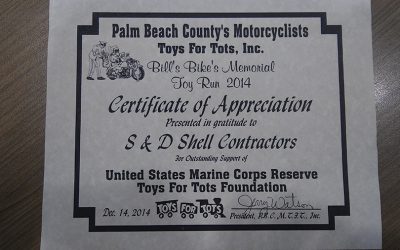 Palm Beach County's Motorcyclists
Toys For Tots, Inc.
Bill's Bike's Memorial
Toy Run 2014
Certificate of Appreciation
Presented in gratitude to
S & D Shell Contractors
For Outstanding Support of
United States Marine Corps Reserve
Toys For Tots Foundation
Dec. 14, 2014
TOYS FOR TOTS
Jerry Watson
President, P.B.C.,M.T.F.T., Inc.